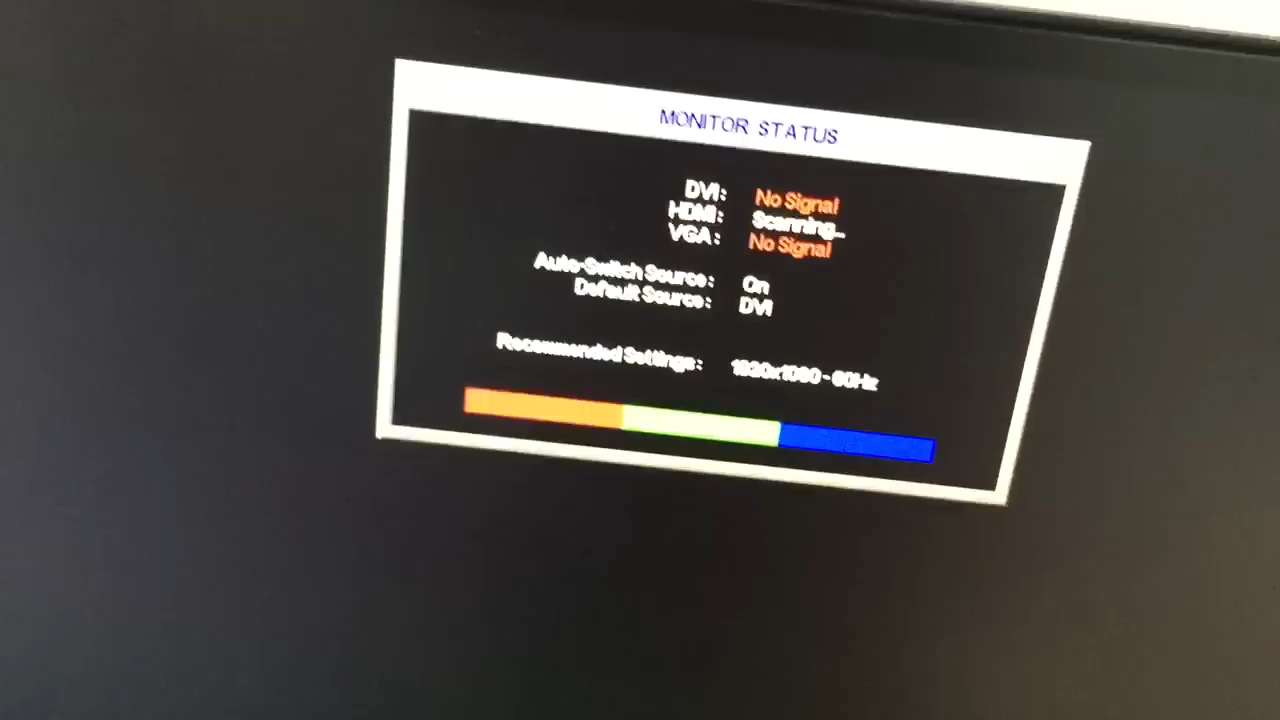 MONITOR STATUS
DVI: No Signal
HDMI: Scanning...
VGA: No Signal
Auto-Switch Source: On
Default Source: DVI
Recommended Settings: 1920x1080 - 60Hz